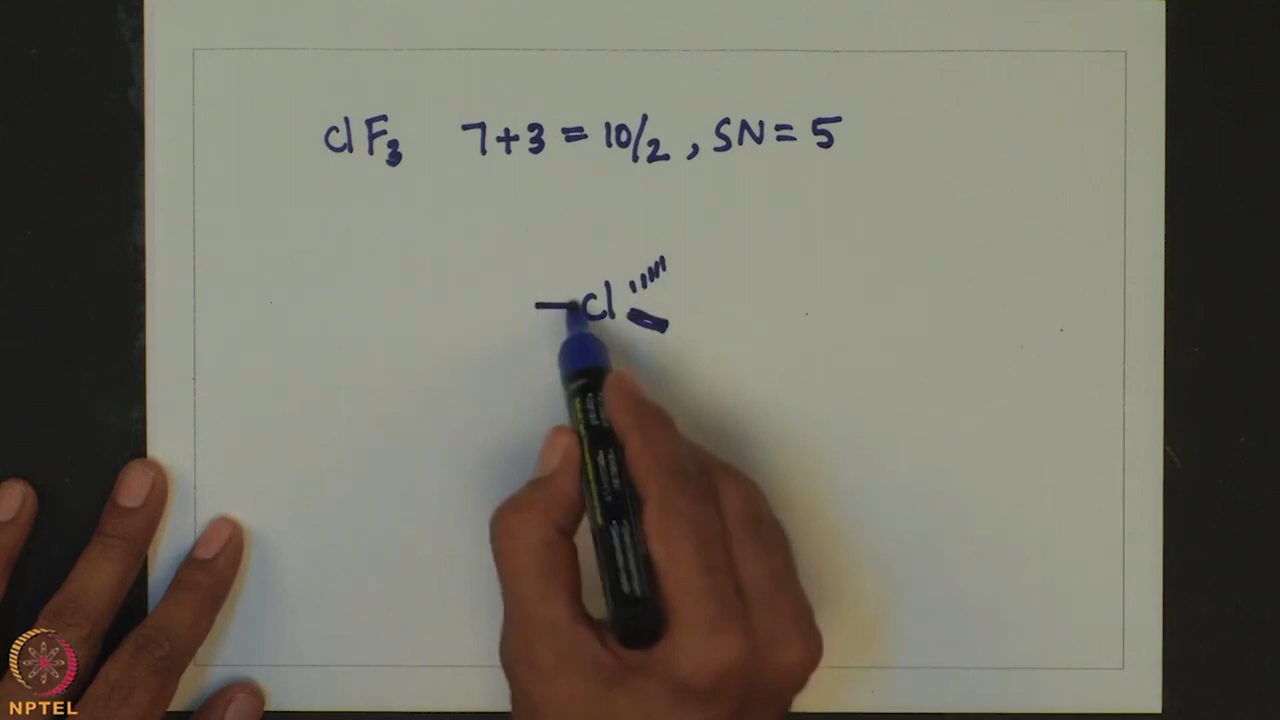 ClF₃ 7+3 = 10/2, SN = 5
Cl
NPTEL